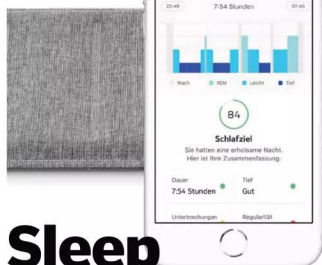 23:49 7:54 Stunden 07:45
Wach REM Leicht Tief
84
Schlafziel
Sie hatten eine erholsame Nacht.
Hier ist Ihre Zusammenfassung:
Dauer Tief
7:54 Stunden Gut
Unterbrechungen Regularität
Sleep